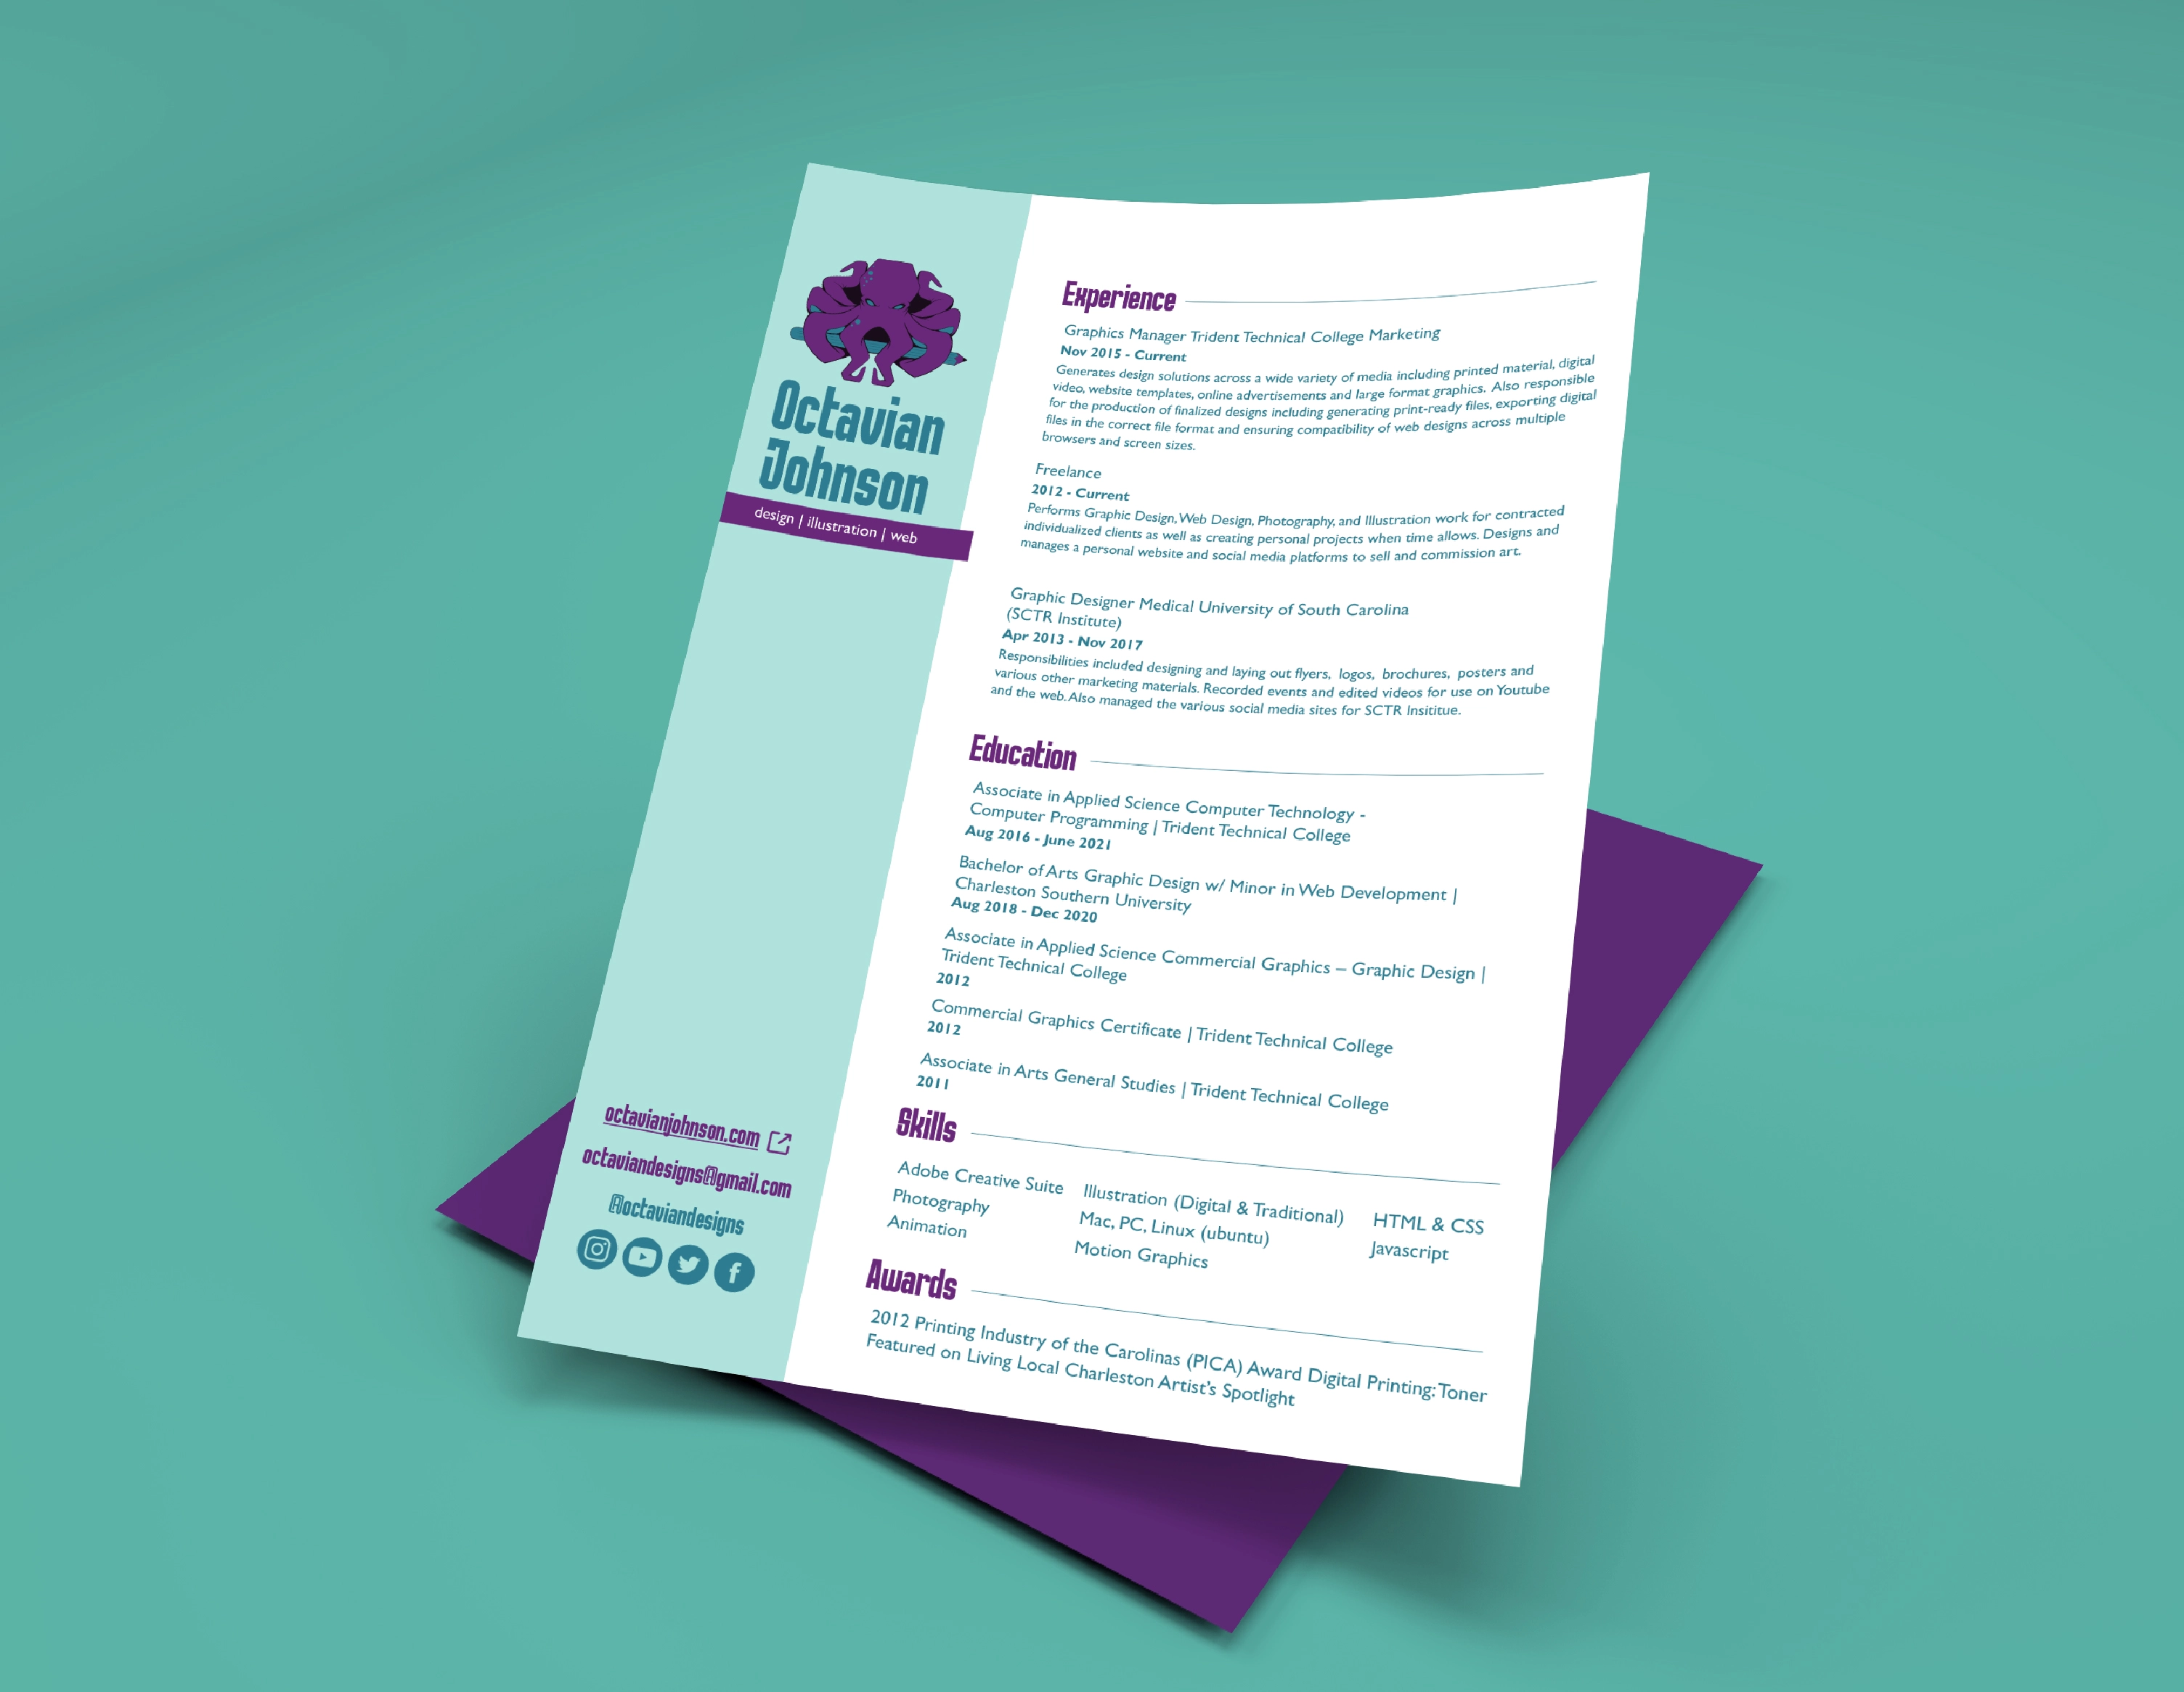 Octavian
Johnson
design | illustration | web
octavianjohnson.com
octaviandesigns@gmail.com
@octaviandesigns
Experience
Graphics Manager Trident Technical College Marketing
Nov 2015 - Current
Generates design solutions across a wide variety of media including printed material, digital
video, website templates, online advertisements and large format graphics. Also responsible
for the production of finalized designs including generating print-ready files, exporting digital
files in the correct file format and ensuring compatibility of web designs across multiple
browsers and screen sizes.
Freelance
2012 - Current
Performs Graphic Design, Web Design, Photography, and Illustration work for contracted
individualized clients as well as creating personal projects when time allows. Designs and
manages a personal website and social media platforms to sell and commission art.
Graphic Designer Medical University of South Carolina
(SCTR Institute)
Apr 2013 - Nov 2017
Responsibilities included designing and laying out flyers, logos, brochures, posters and
various other marketing materials. Recorded events and edited videos for use on Youtube
and the web. Also managed the various social media sites for SCTR Insititue.
Education
Associate in Applied Science Computer Technology -
Computer Programming | Trident Technical College
Aug 2016 - June 2021
Bachelor of Arts Graphic Design w/ Minor in Web Development |
Charleston Southern University
Aug 2018 - Dec 2020
Associate in Applied Science Commercial Graphics – Graphic Design |
Trident Technical College
2012
Commercial Graphics Certificate | Trident Technical College
2012
Associate in Arts General Studies | Trident Technical College
2011
Skills
Adobe Creative Suite
Photography
Animation
Illustration (Digital & Traditional)
Mac, PC, Linux (ubuntu)
Motion Graphics
HTML & CSS
Javascript
Awards
2012 Printing Industry of the Carolinas (PICA) Award Digital Printing: Toner
Featured on Living Local Charleston Artist's Spotlight